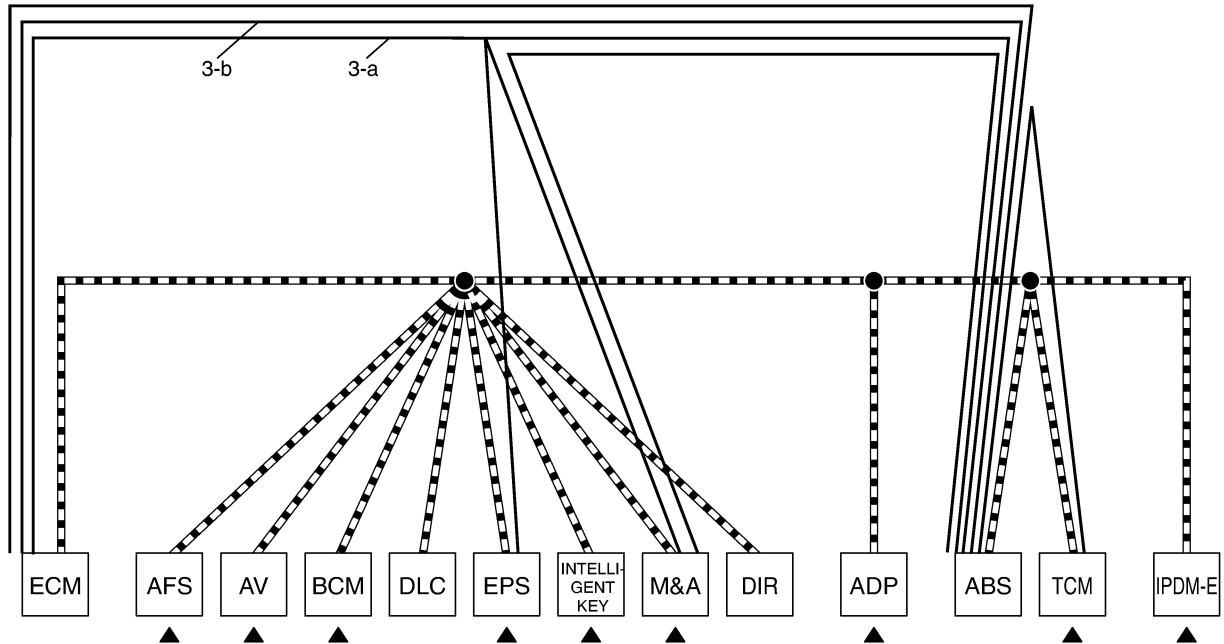 3-b
3-a
ECM
AFS
AV
BCM
DLC
EPS
INTELLI-
GENT
KEY
M&A
DIR
ADP
ABS
TCM
IPDM-E